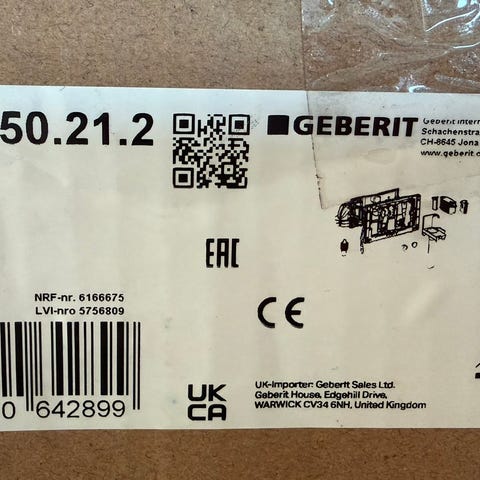 50.21.2
GEBERIT
Geberit Intern
Schachenstra
CH-8645 Jona
www.geberit.c
EAC
NRF-nr. 6166675
LVI-nro 5756809
CE
0 642899
UK
CA
UK-Importer: Geberit Sales Ltd.
Geberit House, Edgehill Drive,
WARWICK CV34 6NH, United Kingdom